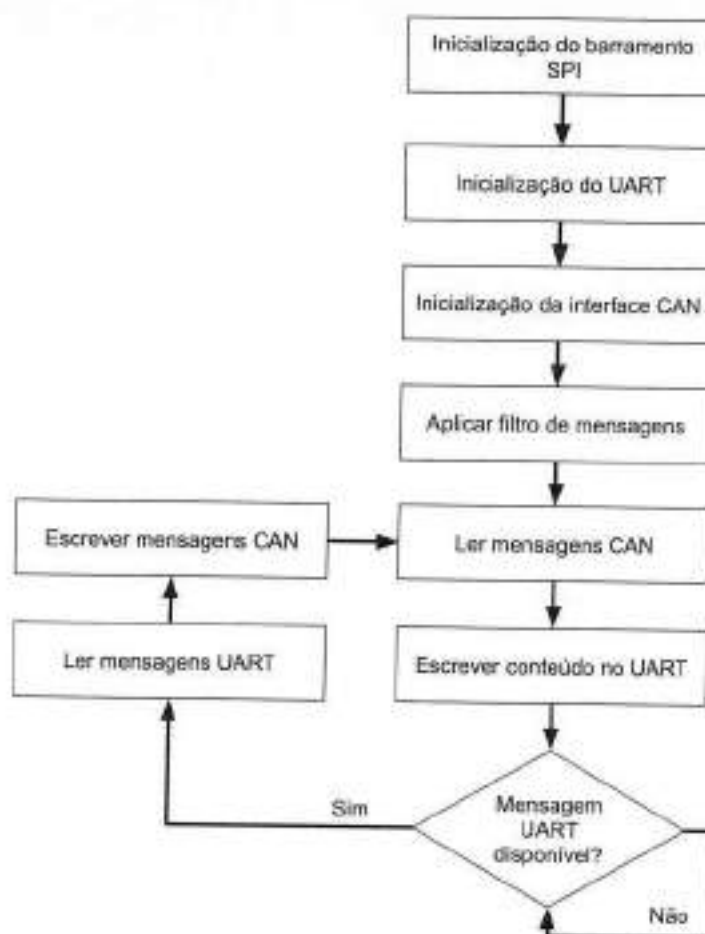 Inicialização do barramento
SPI
Inicialização do UART
Inicialização da interface CAN
Aplicar filtro de mensagens
Escrever mensagens CAN
Ler mensagens CAN
Ler mensagens UART
Escrever conteúdo no UART
Sim
Mensagem
UART
disponível?
Não